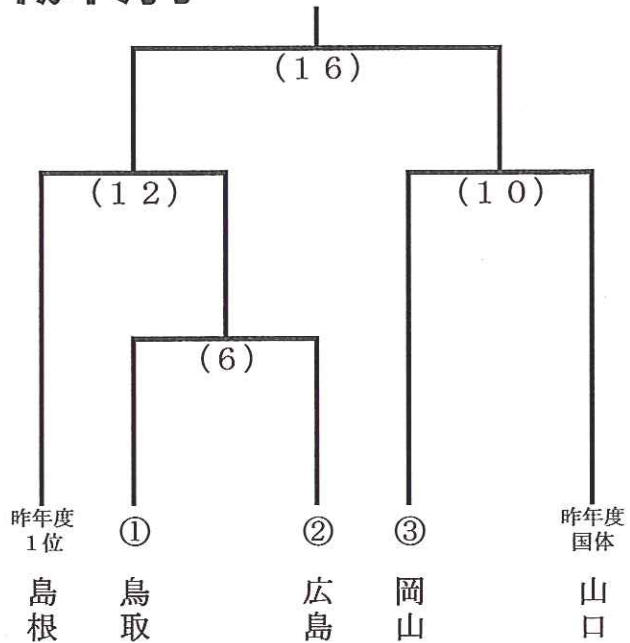 (16)
(12)
(10)
(6)
昨年度
1位
①
②
③
昨年度
国体
島根
鳥取
広島
岡山
山口